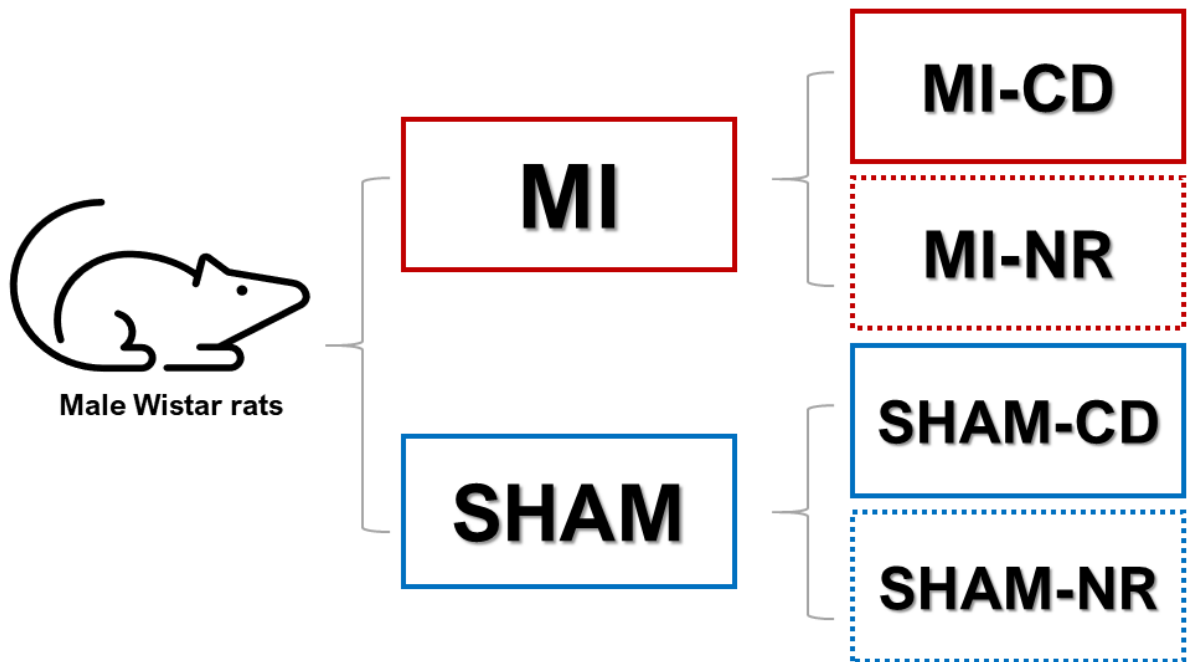 Male Wistar rats
MI
SHAM
MI-CD
MI-NR
SHAM-CD
SHAM-NR